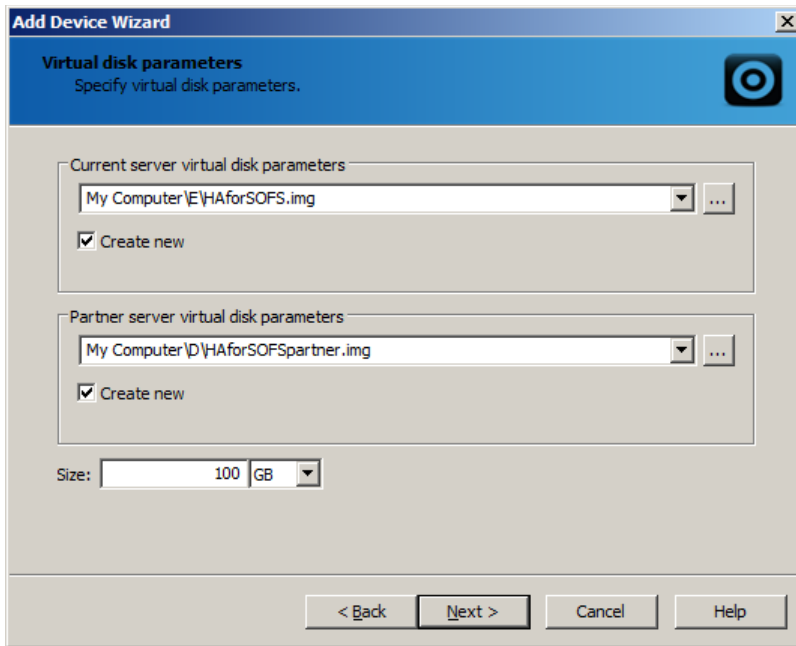 Add Device Wizard
Virtual disk parameters
Specify virtual disk parameters.
Current server virtual disk parameters
My Computer\E\HAforSOFS.img
...
Create new
Partner server virtual disk parameters
My Computer\D\HAforSOFSpartner.img
...
Create new
Size: 100 GB
< Back Next > Cancel Help